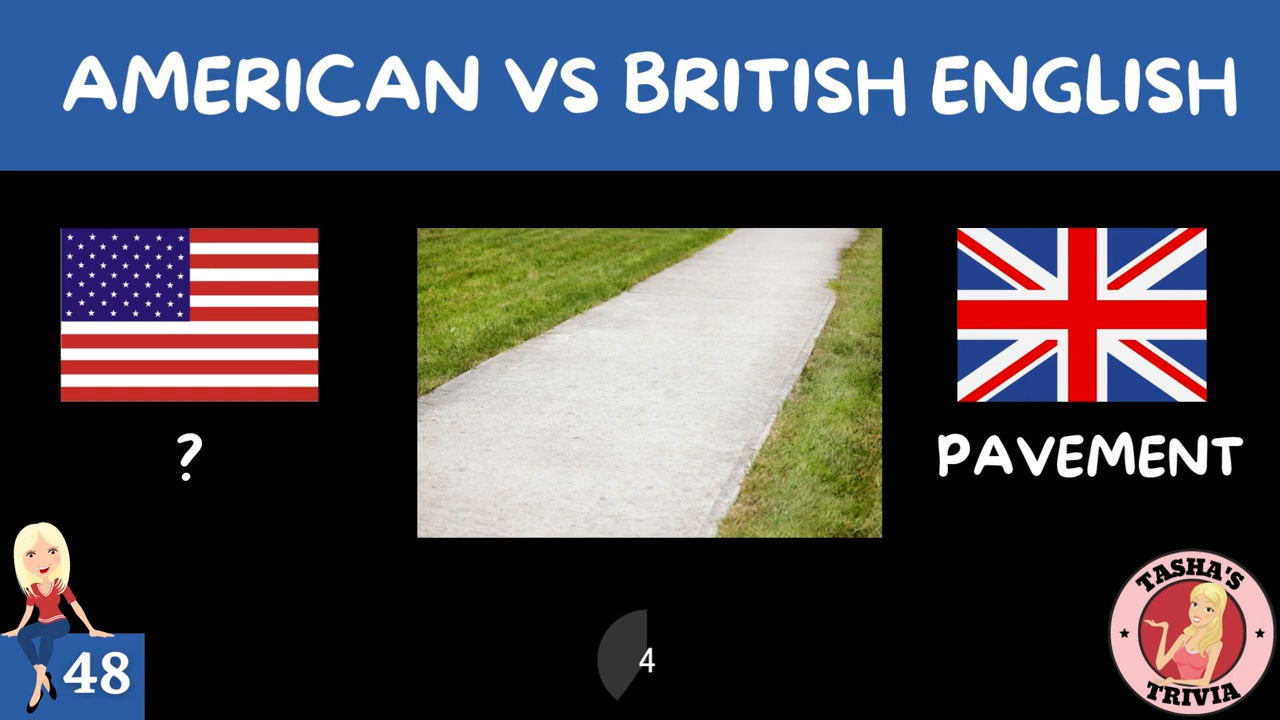 AMERICAN VS BRITISH ENGLISH
?
PAVEMENT
48
4
TASHA'S
TRIVIA